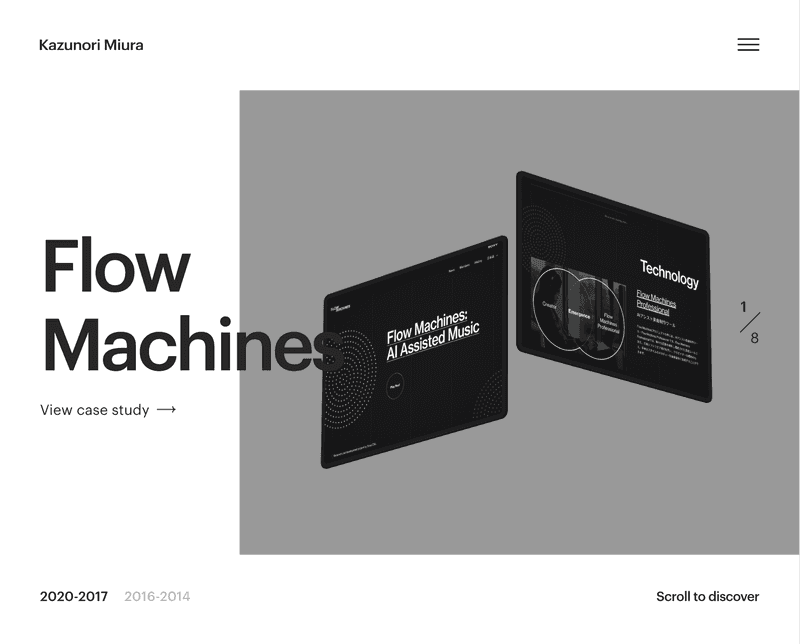 Kazunori Miura
Flow
Machines
View case study
Flow Machines:
AI Assisted Music
Technology
Flow Machines
Professional
Creator
Emergence
Flow
Machines
Professional
1
8
2020-2017 2016-2014
Scroll to discover